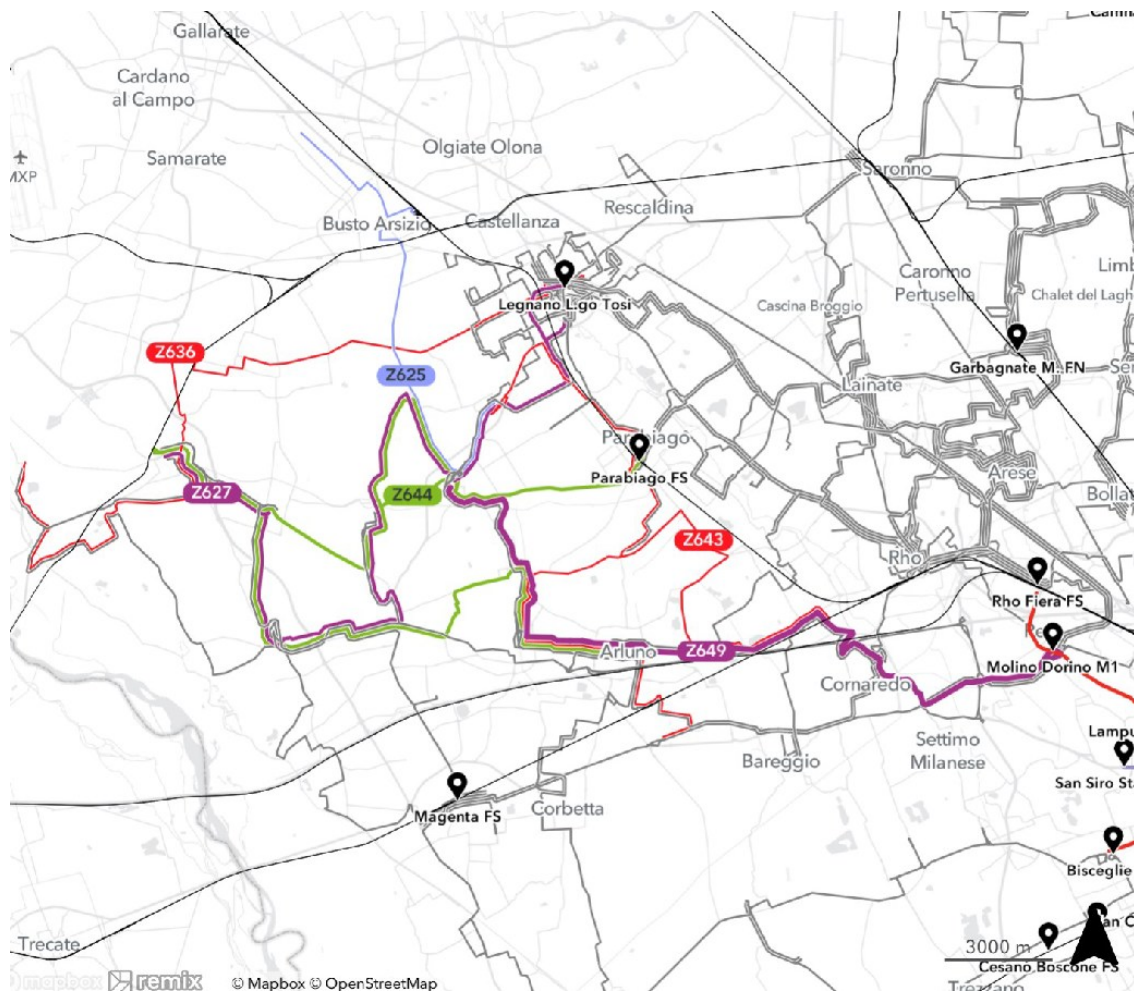 Gallarate
Cardano
al Campo
Samarate
MXP
Olgiate Olona
Busto Arsizio
Castellanza
Rescaldina
Saronno
Caronno
Pertusella
Limb
Chalet del Lagh
Cascina Broggio
Legnano L.go Tosi
Garbagnate M. FN
Lainate
Z636
Z625
Parabiago
Parabiago FS
Arese
Bolla
Z627
Z644
Z643
Rho
Rho Fiera FS
Arluno
Z649
Molino Dorino M1
Cornaredo
Settimo
Milanese
Bareggio
Lampu
San Siro Sta
Magenta FS
Corbetta
Bisceglie
Trecate
3000 m
Cesano Boscone FS
Trezzano
mapbox
remix
© Mapbox © OpenStreetMap